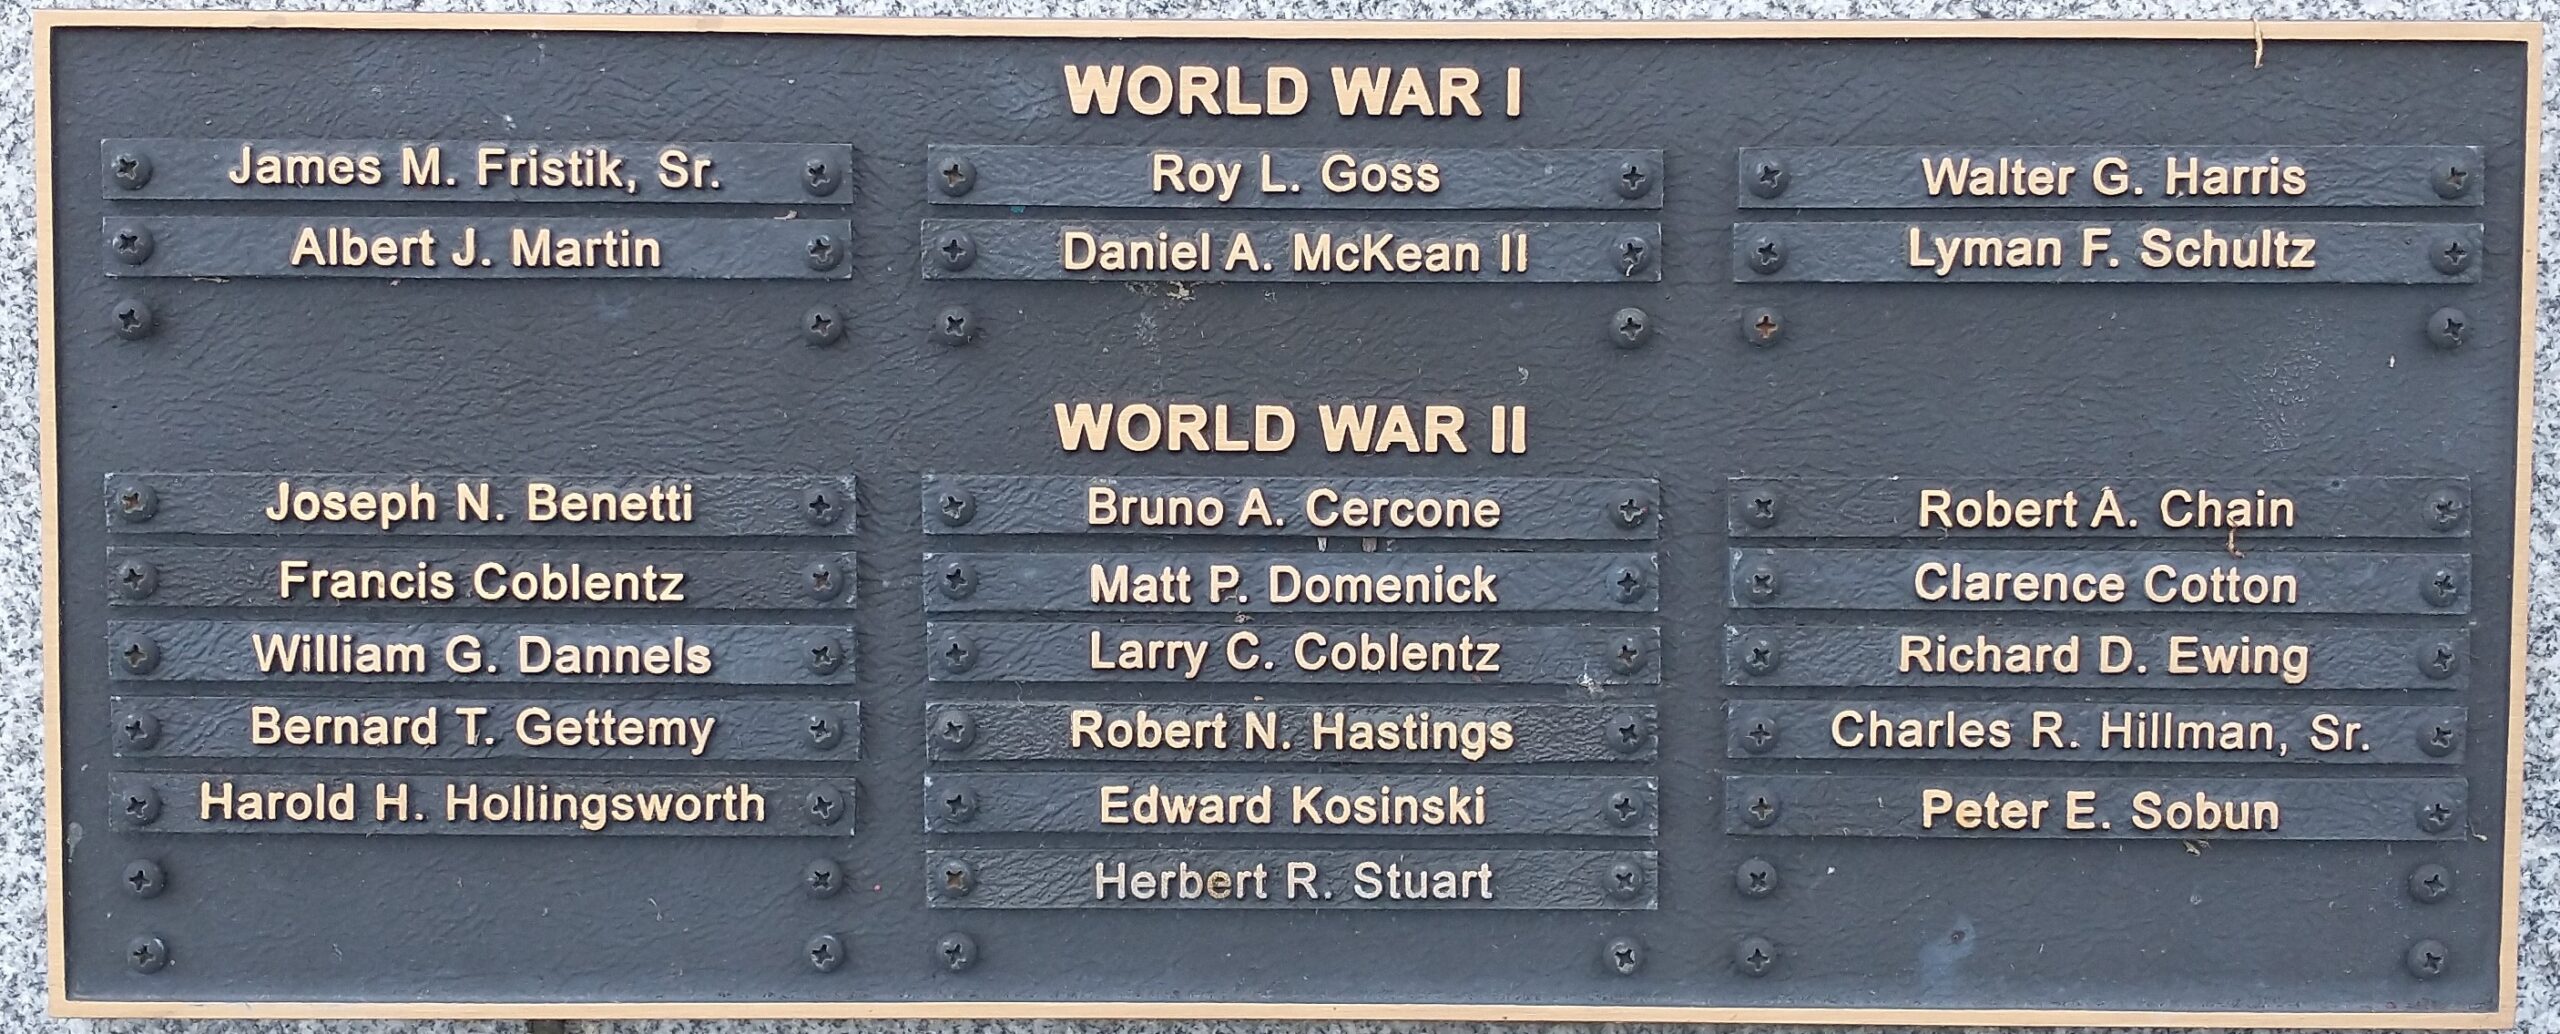 WORLD WAR I
James M. Fristik, Sr.
Roy L. Goss
Walter G. Harris
Albert J. Martin
Daniel A. McKean II
Lyman F. Schultz
WORLD WAR II
Joseph N. Benetti
Bruno A. Cercone
Robert A. Chain
Francis Coblentz
Matt P. Domenick
Clarence Cotton
William G. Dannels
Larry C. Coblentz
Richard D. Ewing
Bernard T. Gettemy
Robert N. Hastings
Charles R. Hillman, Sr.
Harold H. Hollingsworth
Edward Kosinski
Peter E. Sobun
Herbert R. Stuart